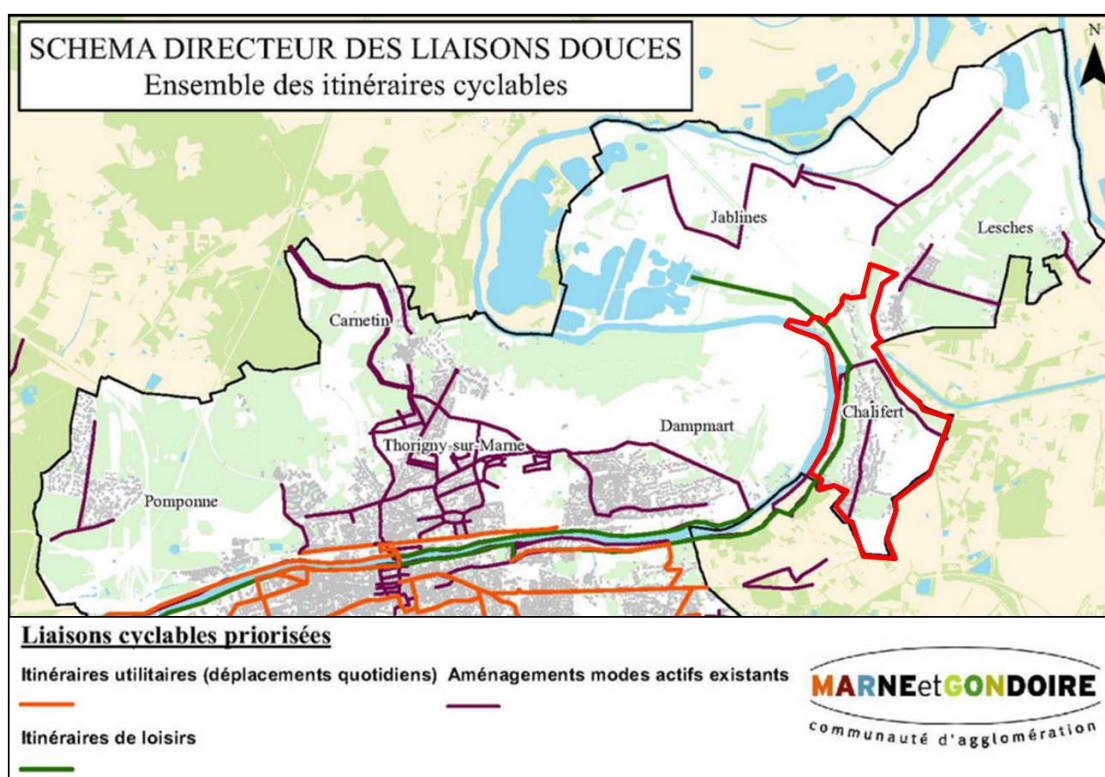 SCHEMA DIRECTEUR DES LIAISONS DOUCES
Ensemble des itinéraires cyclables
N
Jablines
Lesches
Carnetin
Chalifert
Dampmart
Thorigny-sur-Marne
Pomponne
Liaisons cyclables priorisées
Itinéraires utilitaires (déplacements quotidiens)
Aménagements modes actifs existants
Itinéraires de loisirs
MARNEetGONDOIRE
communauté d'agglomération